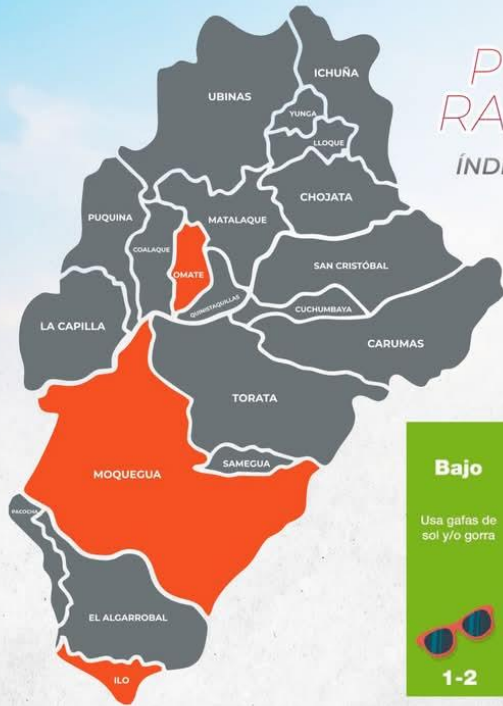 UBINAS
ICHUÑA
YUNGA
LLOQUE
CHOJATA
PUQUINA
COALAQUE
MATALAQUE
OMATE
QUINISTAQUILLAS
SAN CRISTÓBAL
CUCHUMBAYA
LA CAPILLA
CARUMAS
TORATA
MOQUEGUA
SAMEGUA
PACOCHA
EL ALGARROBAL
ILO
Bajo
Usa gafas de
sol y/o gorra
1-2